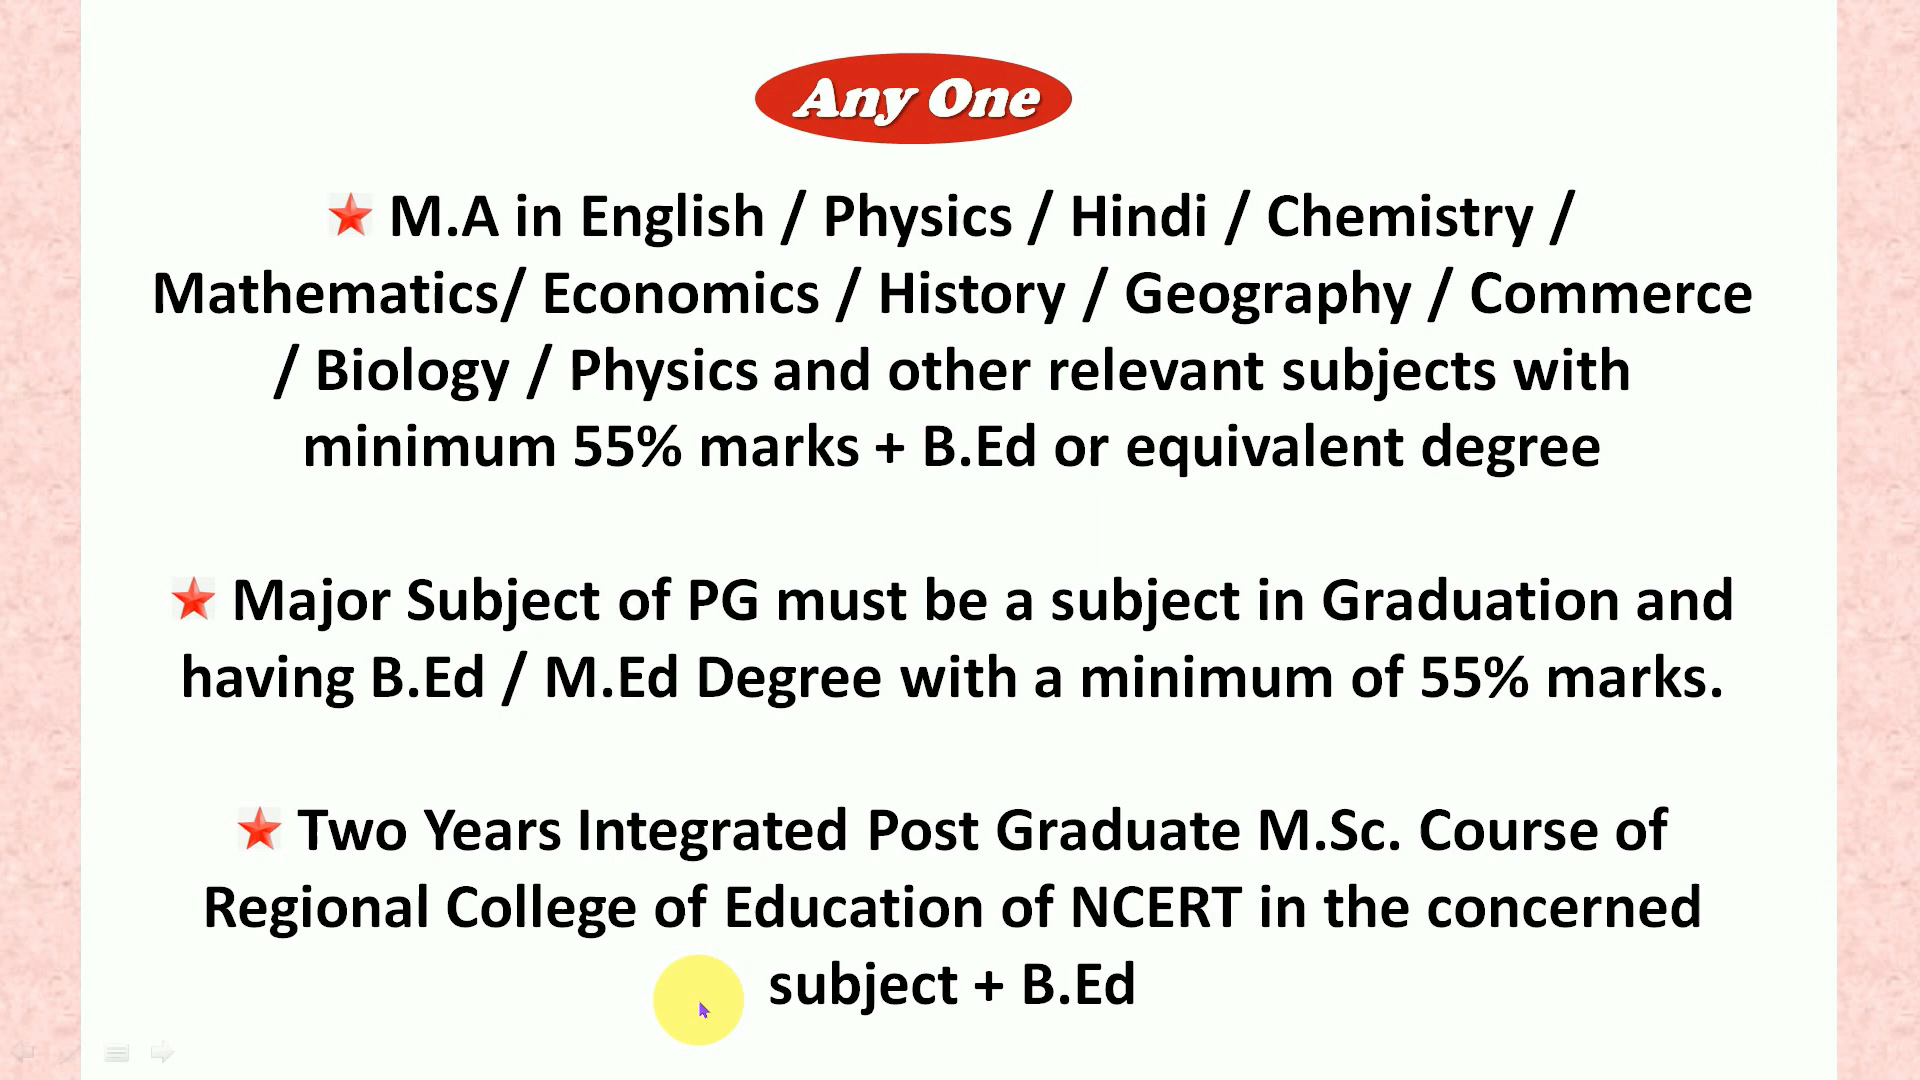 Any One
M.A in English / Physics / Hindi / Chemistry /
Mathematics/ Economics / History / Geography / Commerce
/ Biology / Physics and other relevant subjects with
minimum 55% marks + B.Ed or equivalent degree
Major Subject of PG must be a subject in Graduation and
having B.Ed / M.Ed Degree with a minimum of 55% marks.
Two Years Integrated Post Graduate M.Sc. Course of
Regional College of Education of NCERT in the concerned
subject + B.Ed